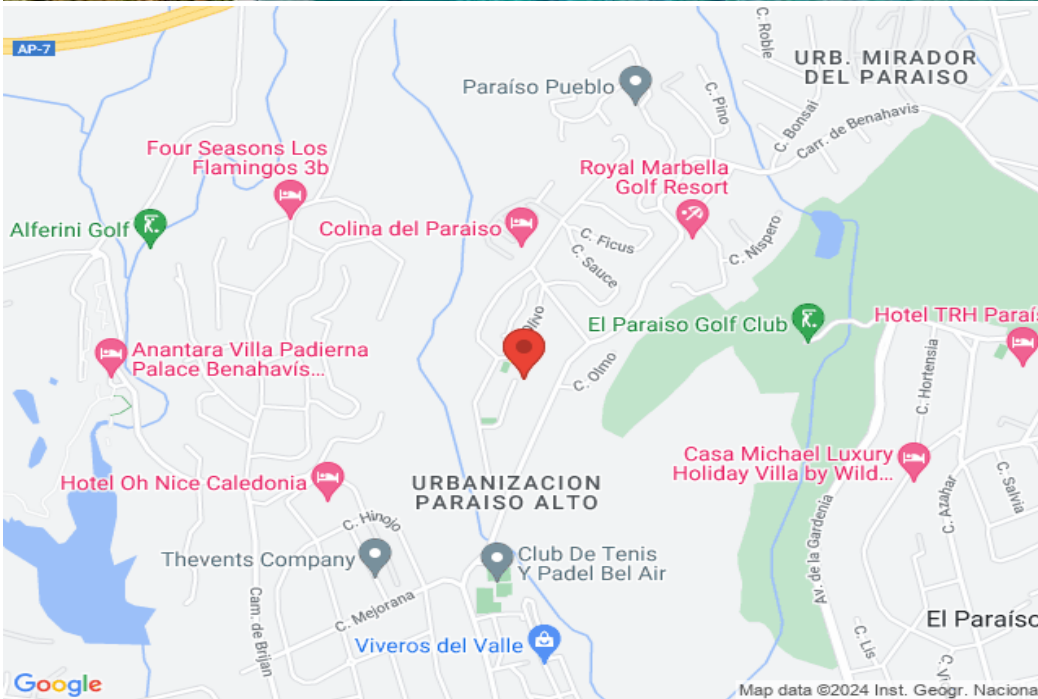 AP-7
C. Roble
URB. MIRADOR
DEL PARAISO
Paraíso Pueblo
C. Pino
C. Bonsai
Carr. de Benahavis
Four Seasons Los
Flamingos 3b
Royal Marbella
Golf Resort
Alferini Golf
Colina del Paraiso
C. Ficus
C. Sauce
C. Nispero
Olivo
El Paraiso Golf Club
Hotel TRH Paraís
Anantara Villa Padierna
Palace Benahavís...
C. Olmo
C. Hortensia
Casa Michael Luxury
Holiday Villa by Wild...
Hotel Oh Nice Caledonia
URBANIZACION
PARAISO ALTO
C. Salvia
C. Azahar
C. Hinojo
Av. de la Gardenia
Thevents Company
Club De Tenis
Y Padel Bel Air
Cam. de Brijan
C. Mejorana
El Paraíso
Viveros del Valle
C. Lis
Google
Map data ©2024 Inst. Geogr. Naciona